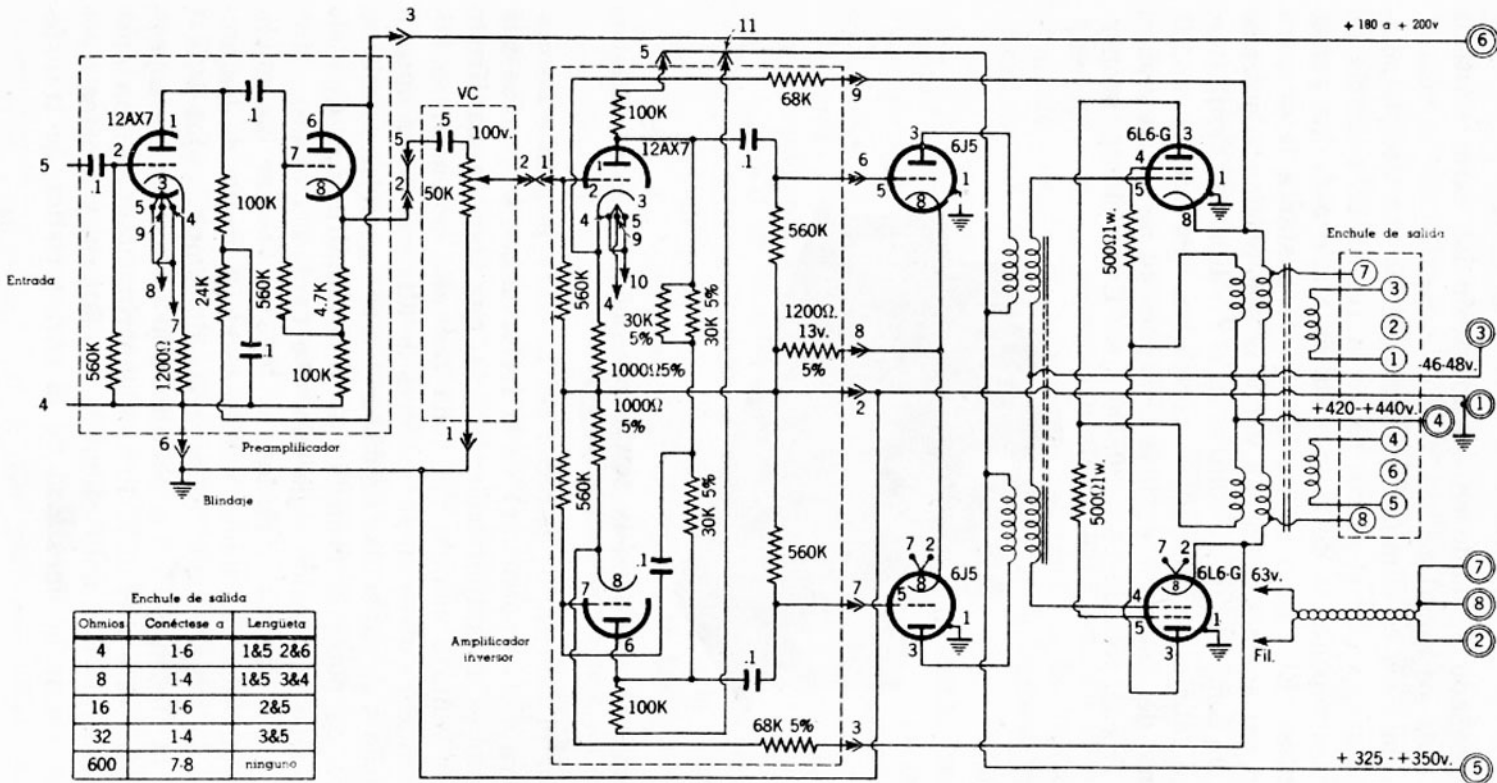 3
11
+ 180 a + 200v
6
5
9
68K
100K
VC
.5
100v.
12AX7
1
.1
6
7
8
5
2
.1
3
5
4
9
8
7
100K
24K
560K
4.7K
100K
.1
560K
1200Ω
Entrada
4
6
Preamplificador
Blindaje
5
2
50K
2
1
1
12AX7
1
2
3
4
5
9
10
4
.1
560K
30K
5%
30K 5%
1000Ω5%
1000Ω
5%
560K
30K 5%
.1
7
8
6
Amplificador
inversor
100K
.1
68K 5%
3
560K
1200Ω.
13v.
5%
8
2
560K
6
7
6J5
3
5
8
1
6J5
7
2
8
5
1
3
6L6-G
3
4
5
1
8
500Ω1w.
500Ω1w.
6L6-G
7
2
8
4
5
1
3
Enchufe de salida
7
3
2
1
3
-46-48v.
1
+420-+440v.
4
4
6
5
8
63v.
Fil.
7
8
2
+ 325 - +350v.
5
Enchufe de salida
Ohmios Conéctese a Lengüeta
4 1-6 1&5 2&6
8 1-4 1&5 3&4
16 1-6 2&5
32 1-4 3&5
600 7-8 ninguno